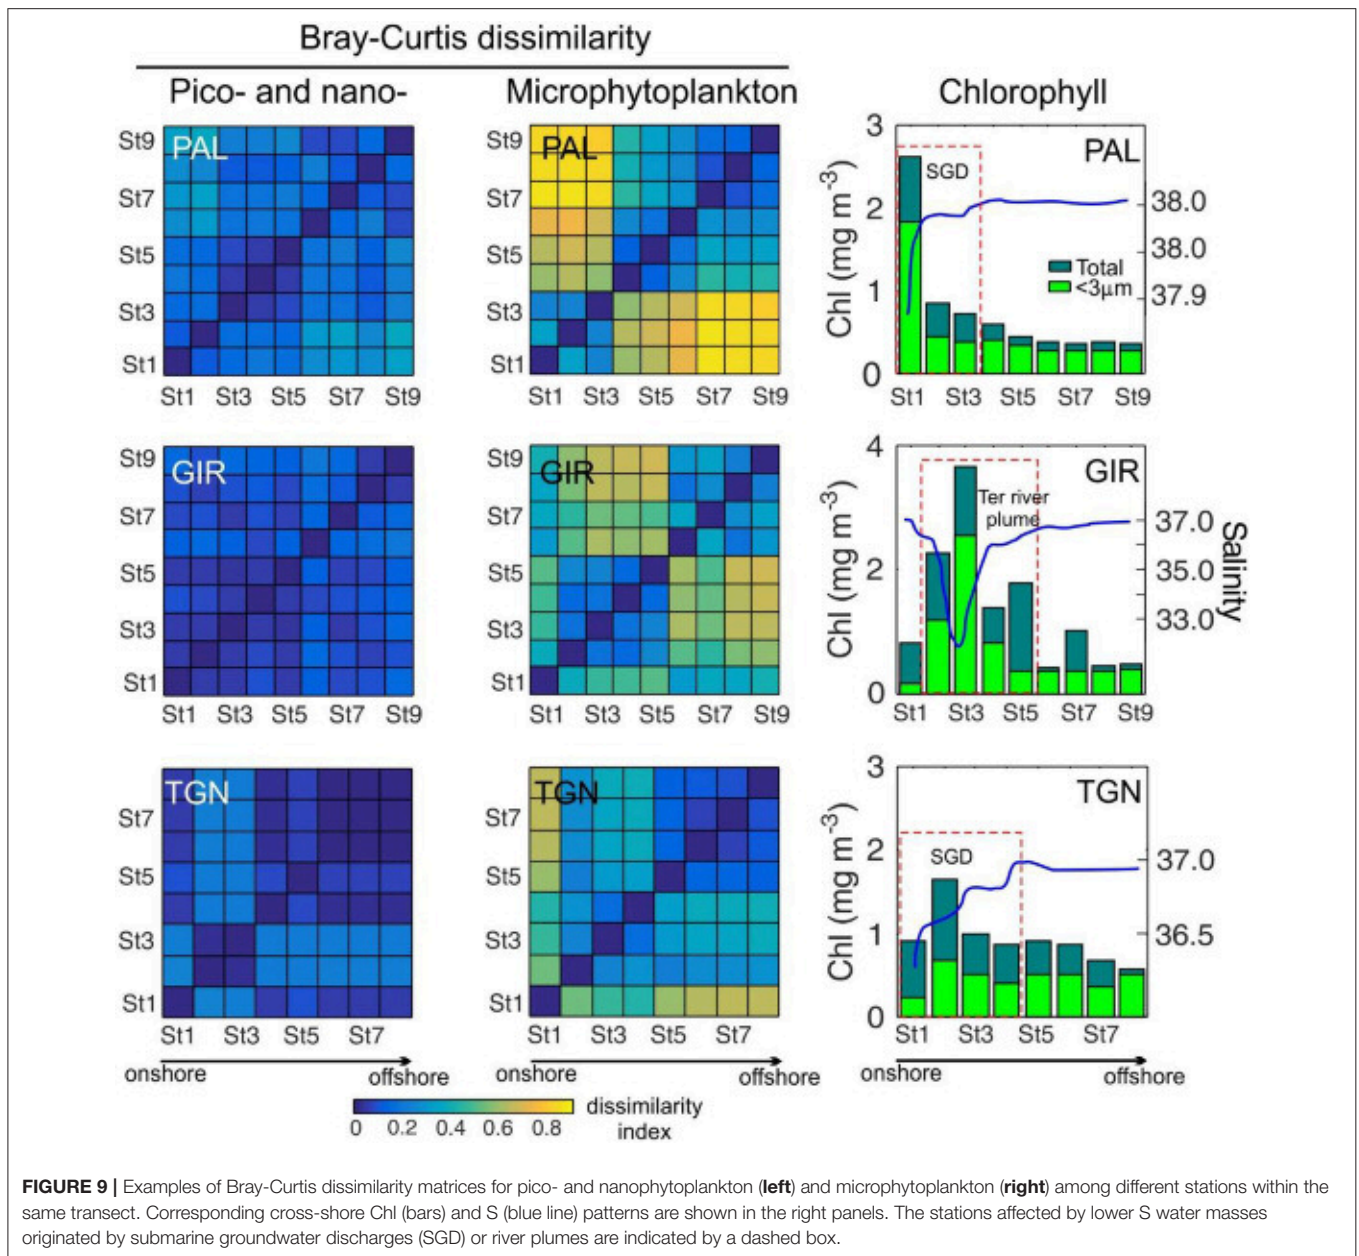 Bray-Curtis dissimilarity
Pico- and nano-
Microphytoplankton
Chlorophyll
St9
St7
St5
St3
St1
PAL
St1 St3 St5 St7 St9
St9
St7
St5
St3
St1
PAL
St1 St3 St5 St7 St9
Chl (mg m-3)
3
2
1
0
PAL
SGD
Total
<3µm
38.0
38.0
37.9
St1 St3 St5 St7 St9
St9
St7
St5
St3
St1
GIR
St1 St3 St5 St7 St9
St9
St7
St5
St3
St1
GIR
St1 St3 St5 St7 St9
Chl (mg m-3)
4
2
0
GIR
Ter river
plume
37.0
35.0
33.0
Salinity
St1 St3 St5 St7 St9
St7
St5
St3
St1
TGN
St1 St3 St5 St7
onshore offshore
St7
St5
St3
St1
TGN
St1 St3 St5 St7
onshore offshore
Chl (mg m-3)
3
2
1
0
TGN
SGD
37.0
36.5
St1 St3 St5 St7
onshore offshore
0 0.2 0.4 0.6 0.8
dissimilarity
index
FIGURE 9 | Examples of Bray-Curtis dissimilarity matrices for pico- and nanophytoplankton (left) and microphytoplankton (right) among different stations within the
same transect. Corresponding cross-shore Chl (bars) and S (blue line) patterns are shown in the right panels. The stations affected by lower S water masses
originated by submarine groundwater discharges (SGD) or river plumes are indicated by a dashed box.